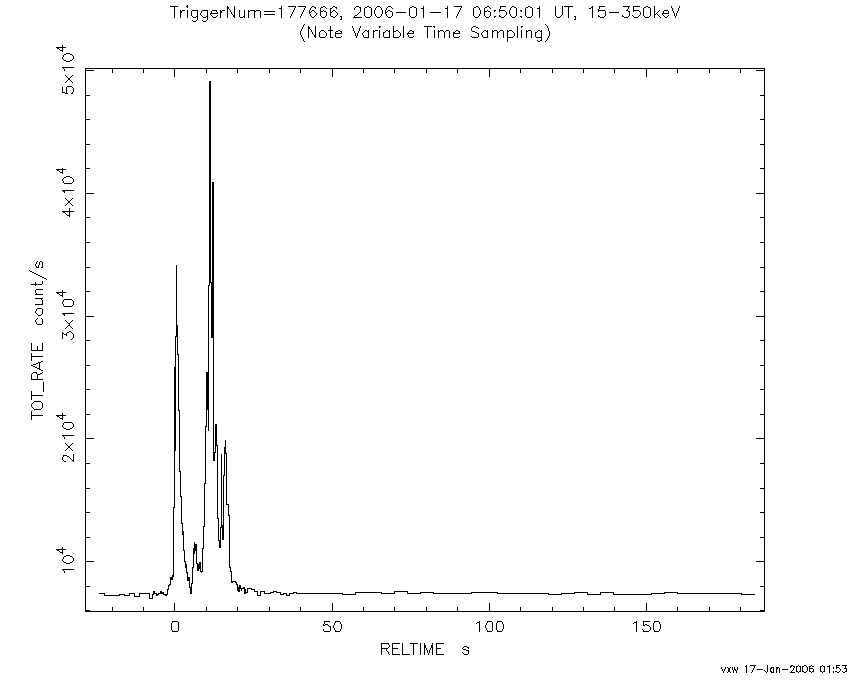 TriggerNum=177666, 2006-01-17 06:50:01 UT, 15-350keV
(Note Variable Time Sampling)
5×10⁴
4×10⁴
3×10⁴
2×10⁴
10⁴
TOT_RATE count/s
0 50 100 150
RELTIME s
vxw 17-Jan-2006 01:53